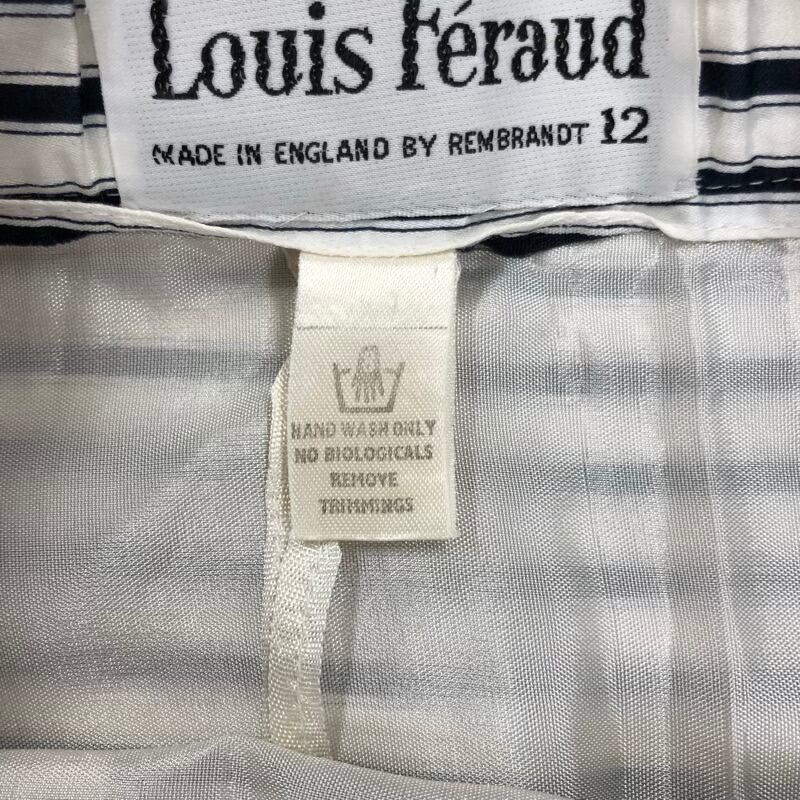 Louis Féraud
MADE IN ENGLAND BY REMBRANDT 12
HAND WASH ONLY
NO BIOLOGICALS
REMOVE
TRIMMINGS